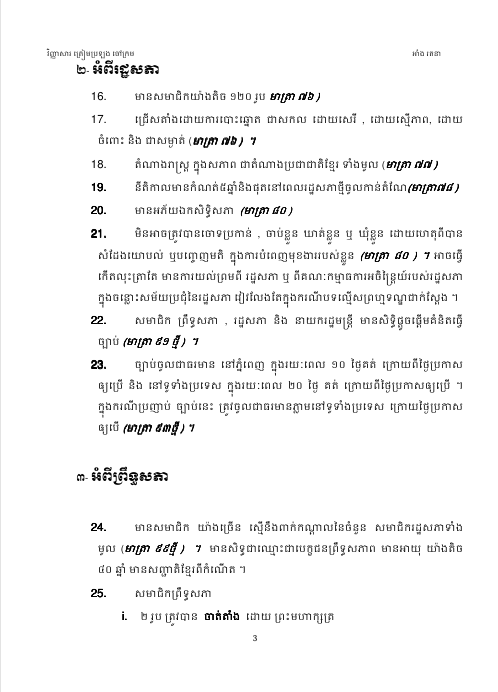 វិញ្ញាសារ ត្រៀមប្រឡង ចៅក្រម អាំង រតនា
២- អំពីរដ្ឋសភា
16. មានសមាជិកយ៉ាងតិច ១២០ រូប មាត្រា ៧៦ )
17. ជ្រើសតាំងដោយការបោះឆ្នោត ជាសកល ដោយសេរី , ដោយស្មើភាព, ដោយ
ចំពោះ និង ជាសម្ងាត់ (មាត្រា ៧៦ ) ។
18. តំណាងរាស្ត្រ ក្នុងសភាព ជាតំណាងប្រជាជាតិខ្មែរ ទាំងមូល (មាត្រា ៧៧ )
19. នីតិកាលមានកំណត់៥ឆ្នាំនិងផុតនៅពេលរដ្ឋសភាថ្មីចូលកាន់តំណែ(មាត្រា៧៨ )
20. មានអភ័យឯកសិទ្ធិសភា (មាត្រា ៨០ )
21. មិនអាចត្រូវបានចោទប្រកាន់ , ចាប់ខ្លួន ឃាត់ខ្លួន ឬ ឃុំខ្លួន ដោយហេតុពីបាន
សំដែងយោបល់ ឬបញ្ចេញមតិ ក្នុងការបំពេញមុខងាររបស់ខ្លួន (មាត្រា ៨០ ) ។ អាចធ្វើ
កើតលុះត្រាតែ មានការយល់ព្រមពី រដ្ឋសភា ឬ ពីគណៈកម្មាធការអចិន្ត្រៃយ៍របស់រដ្ឋសភា
ក្នុងចន្លោះសម័យប្រជុំនៃរដ្ឋសភា វៀរលែងតែក្នុងករណីបទល្មើសព្រហ្មទណ្ឌជាក់ស្តែង ។
22. សមាជិក ព្រឹទ្ធសភា , រដ្ឋសភា និង នាយករដ្ឋមន្ត្រី មានសិទ្ធិផ្តួចផ្តើមគំនិតធ្វើ
ច្បាប់ (មាត្រា ៩១ ថ្មី ) ។
23. ច្បាប់ចូលជាធរមាន នៅភ្នំពេញ ក្នុងរយៈពេល ១០ ថ្ងៃគត់ ក្រោយពីថ្ងៃប្រកាស
ឲ្យប្រើ និង នៅទូទាំងប្រទេស ក្នុងរយៈពេល ២០ ថ្ងៃ គត់ ក្រោយពីថ្ងៃប្រកាសឲ្យប្រើ ។
ក្នុងករណីប្រញាប់ ច្បាប់នេះ ត្រូវចូលជាធរមានភ្លាមនៅទូទាំងប្រទេស ក្រោយថ្ងៃប្រកាស
ឲ្យបើ (មាត្រា ៩៣ថ្មី ) ។
៣- អំពីព្រឹទ្ធសភា
24. មានសមាជិក យ៉ាងច្រើន ស្មើនឹងពាក់កណ្តាលនៃចំនួន សមាជិករដ្ឋសភាទាំង
មូល (មាត្រា ៩៩ថ្មី ) ។ មានសិទ្ធជាឈ្មោះជាបេក្ខជនព្រឹទ្ធសភាព មានអាយុ យ៉ាងតិច
៤០ ឆ្នាំ មានសញ្ជាតិខ្មែរពីកំណើត ។
25. សមាជិកព្រឹទ្ធសភា
i. ២ រូប ត្រូវបាន ចាត់តាំង ដោយ ព្រះមហាក្សត្រ
3